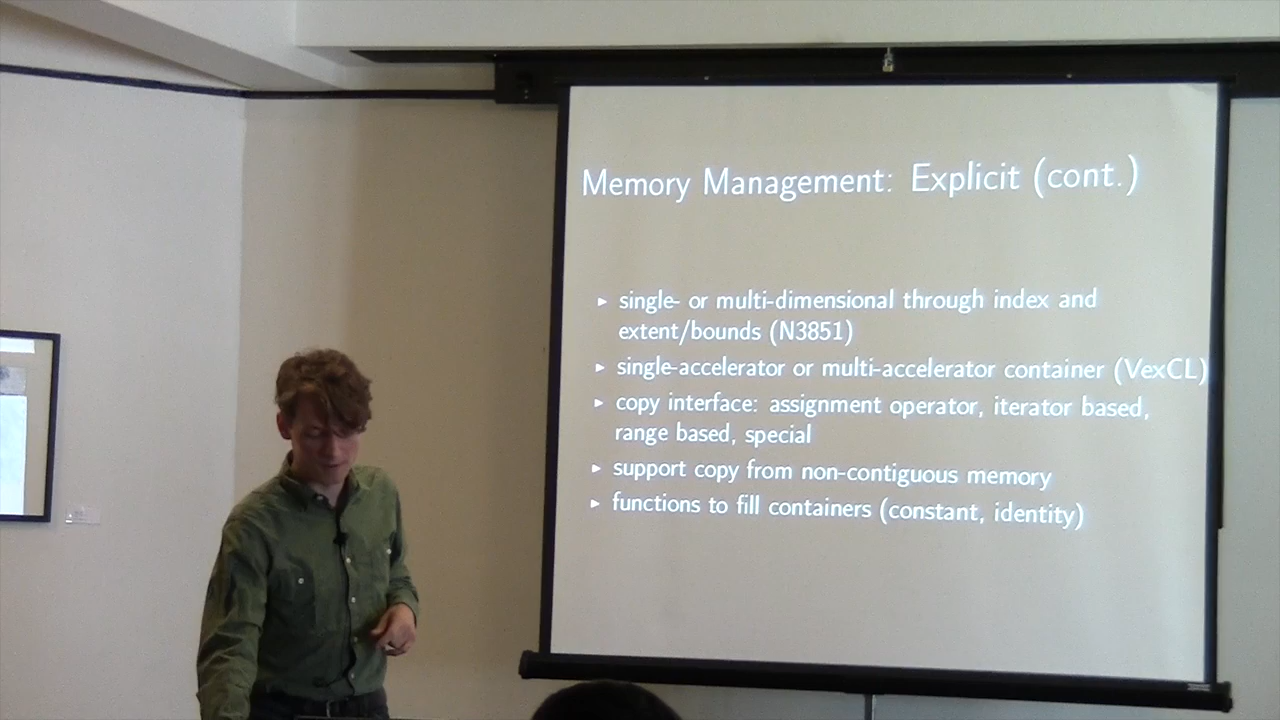 Memory Management: Explicit (cont.)
▸ single- or multi-dimensional through index and
extent/bounds (N3851)
▸ single-accelerator or multi-accelerator container (VexCL)
▸ copy interface: assignment operator, iterator based,
range based, special
▸ support copy from non-contiguous memory
▸ functions to fill containers (constant, identity)